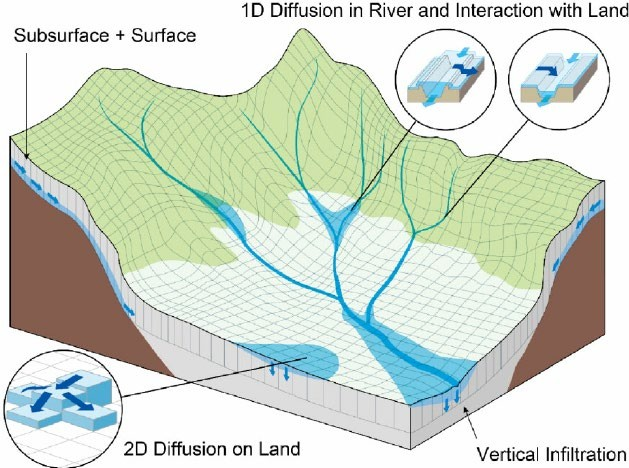 1D Diffusion in River and Interaction with Land
Subsurface + Surface
2D Diffusion on Land
Vertical Infiltration